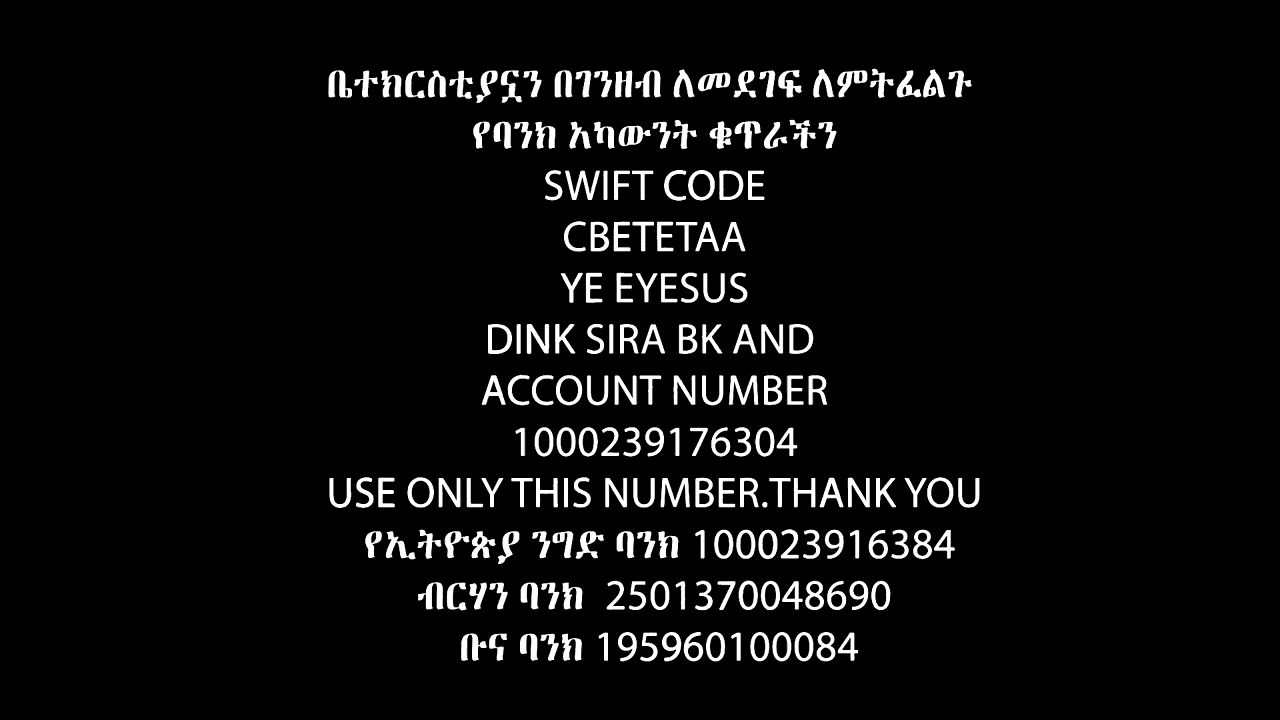 ቤተክርስቲያኗን በገንዘብ ለመደገፍ ለምትፈልጉ
የባንክ አካውንት ቁጥራችን
SWIFT CODE
CBETETAA
YE EYESUS
DINK SIRA BK AND
ACCOUNT NUMBER
1000239176304
USE ONLY THIS NUMBER.THANK YOU
የኢትዮጵያ ንግድ ባንክ 100023916384
ብርሃን ባንክ 2501370048690
ቡና ባንክ 195960100084